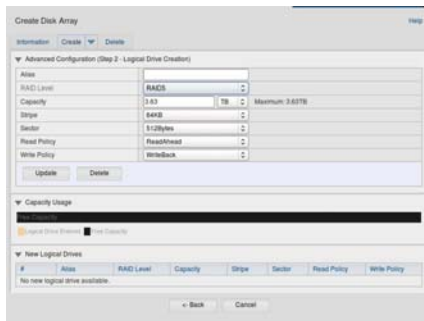 Create Disk Array
Help
Information Create Delete
Advanced Configuration (Step 2 - Logical Drive Creation)
Alias
RAID Level RAID5
Capacity 3.63 TB Maximum: 3.63TB
Stripe 64KB
Sector 512Bytes
Read Policy ReadAhead
Write Policy WriteBack
Update Delete
Capacity Usage
Free Capacity
Logical Drive Entered Free Capacity
New Logical Drives
# Alias RAID Level Capacity Stripe Sector Read Policy Write Policy
No new logical drive available.
<- Back Cancel